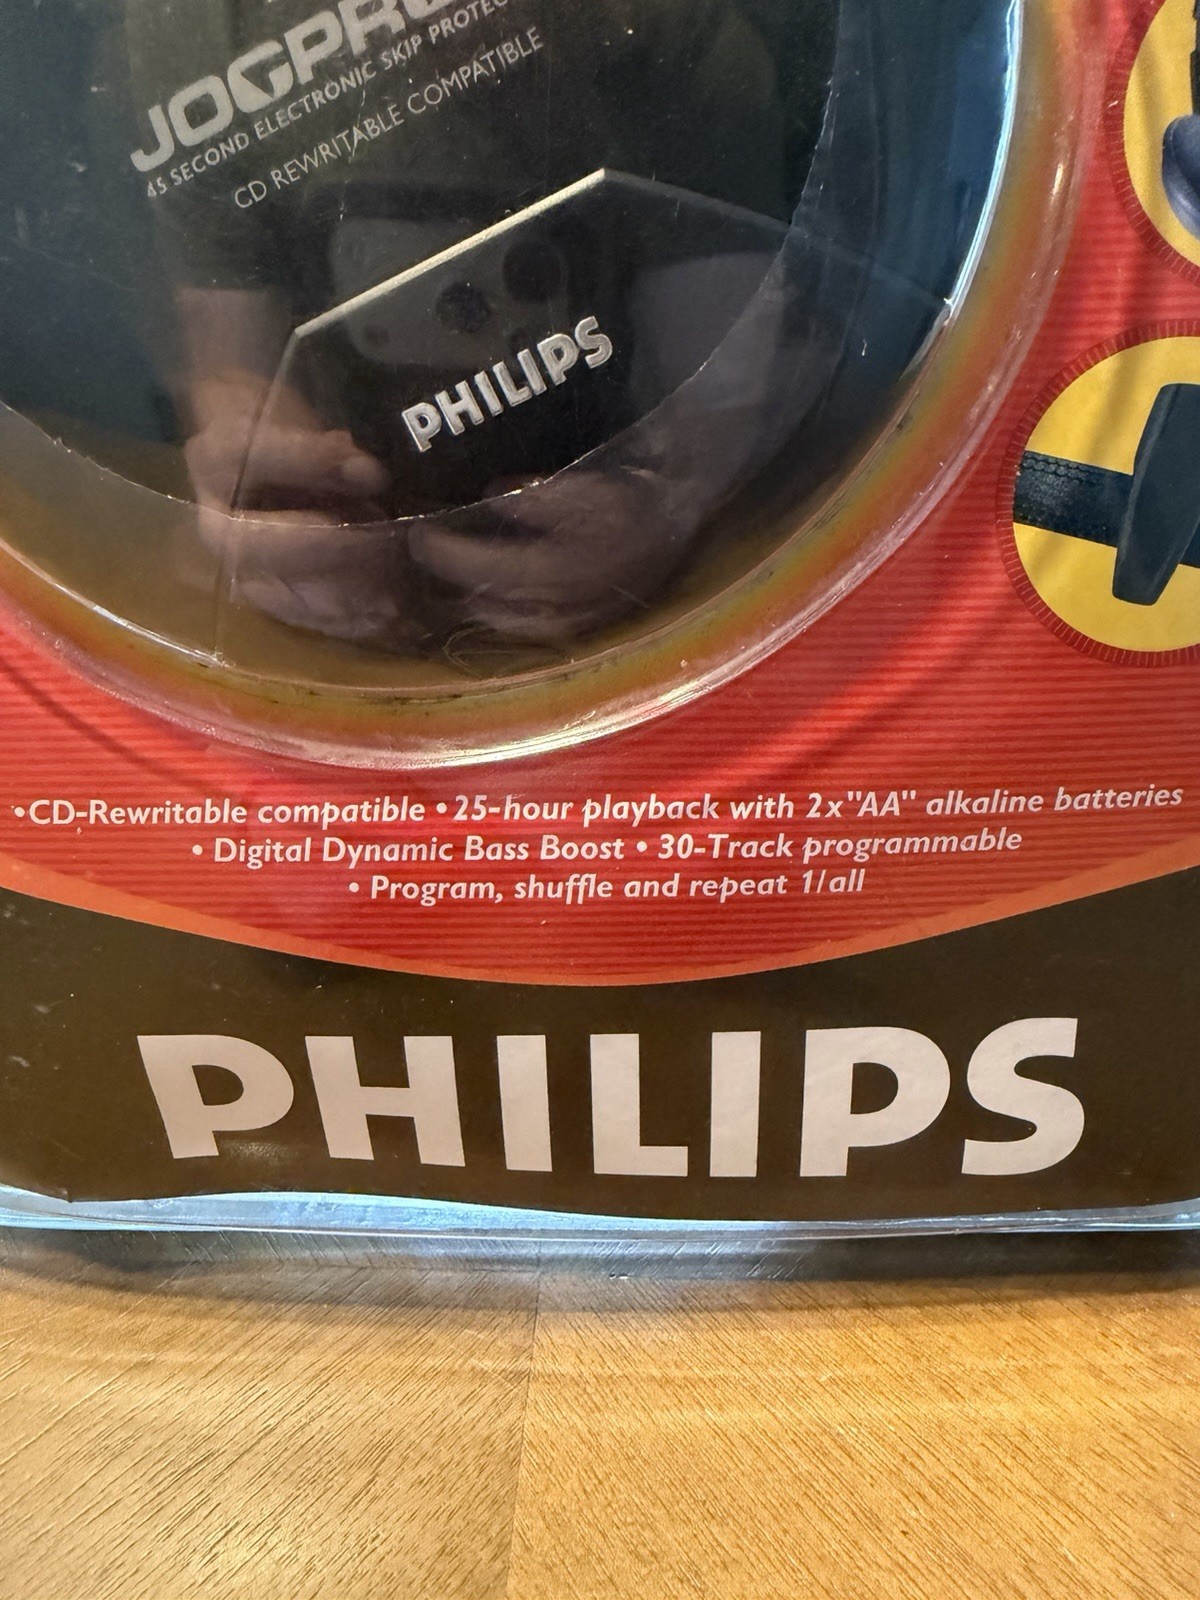 JOGPR
45 SECOND ELECTRONIC SKIP PROTEC
CD REWRITABLE COMPATIBLE
PHILIPS
•CD-Rewritable compatible • 25-hour playback with 2x"AA" alkaline batteries
• Digital Dynamic Bass Boost • 30-Track programmable
• Program, shuffle and repeat 1/all
PHILIPS